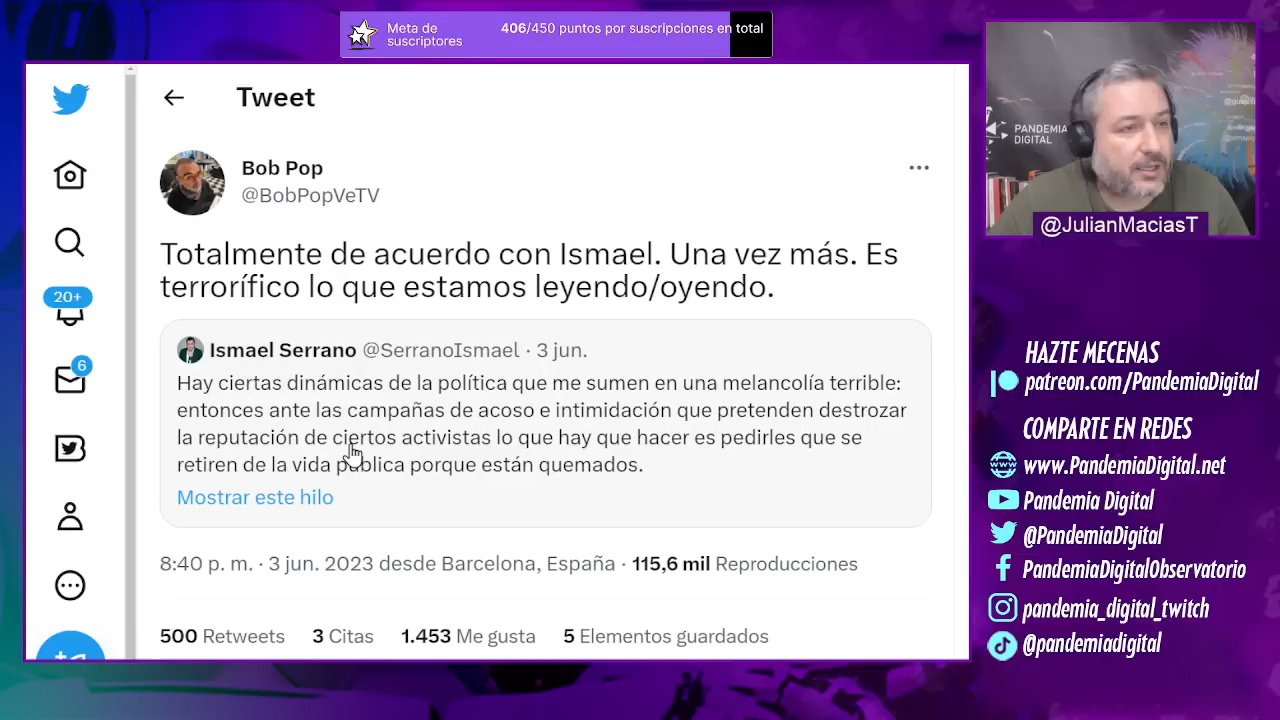 Meta de
suscriptores
406/450 puntos por suscripciones en total
Tweet
Bob Pop
@BobPopVeTV
Totalmente de acuerdo con Ismael. Una vez más. Es
terrorífico lo que estamos leyendo/oyendo.
Ismael Serrano @SerranoIsmael · 3 jun.
Hay ciertas dinámicas de la política que me sumen en una melancolía terrible:
entonces ante las campañas de acoso e intimidación que pretenden destrozar
la reputación de ciertos activistas lo que hay que hacer es pedirles que se
retiren de la vida pública porque están quemados.
Mostrar este hilo
8:40 p. m. · 3 jun. 2023 desde Barcelona, España · 115,6 mil Reproducciones
500 Retweets 3 Citas 1.453 Me gusta 5 Elementos guardados
20+
6
PANDEMIA
DIGITAL
@JulianMaciasT
HAZTE MECENAS
patreon.com/PandemiaDigital
COMPARTE EN REDES
www.PandemiaDigital.net
Pandemia Digital
@PandemiaDigital
PandemiaDigitalObservatorio
pandemia_digital_twitch
@pandemiadigital